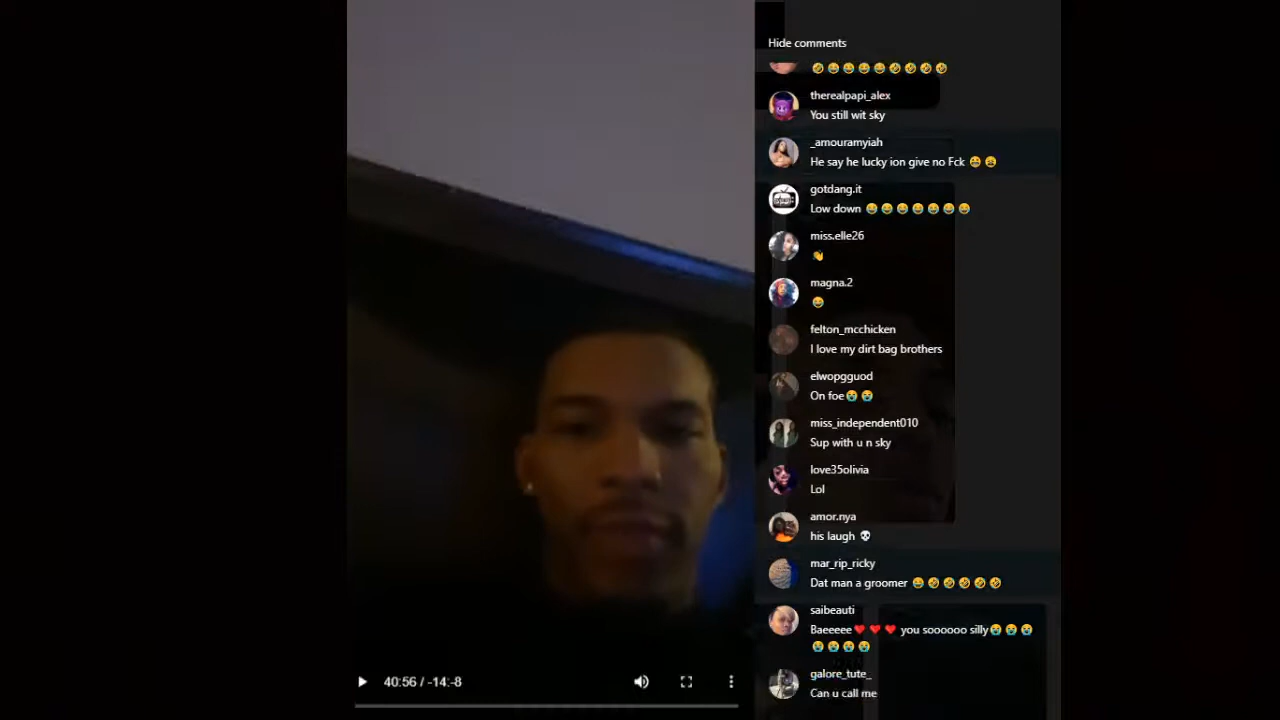 Hide comments
🤣😂😂😂😂🤣🤣🤣🤣
therealpapi_alex
You still wit sky
_amouramyiah
He say he lucky ion give no Fck 😩😩
gotdang.it
Low down 😂😂😂😂😂😂😂
miss.elle26
👏
magna.2
😂
felton_mcchicken
I love my dirt bag brothers
elwopgguod
On foe😭😭
miss_independent010
Sup with u n sky
love35olivia
Lol
amor.nya
his laugh 💀
mar_rip_ricky
Dat man a groomer 😂🤣🤣🤣🤣🤣
saibeauti
Baeeeee❤️❤️❤️ you soooooo silly😭😭😭
😭😭😭😭
galore_tute_
Can u call me
40:56 / -14:-8